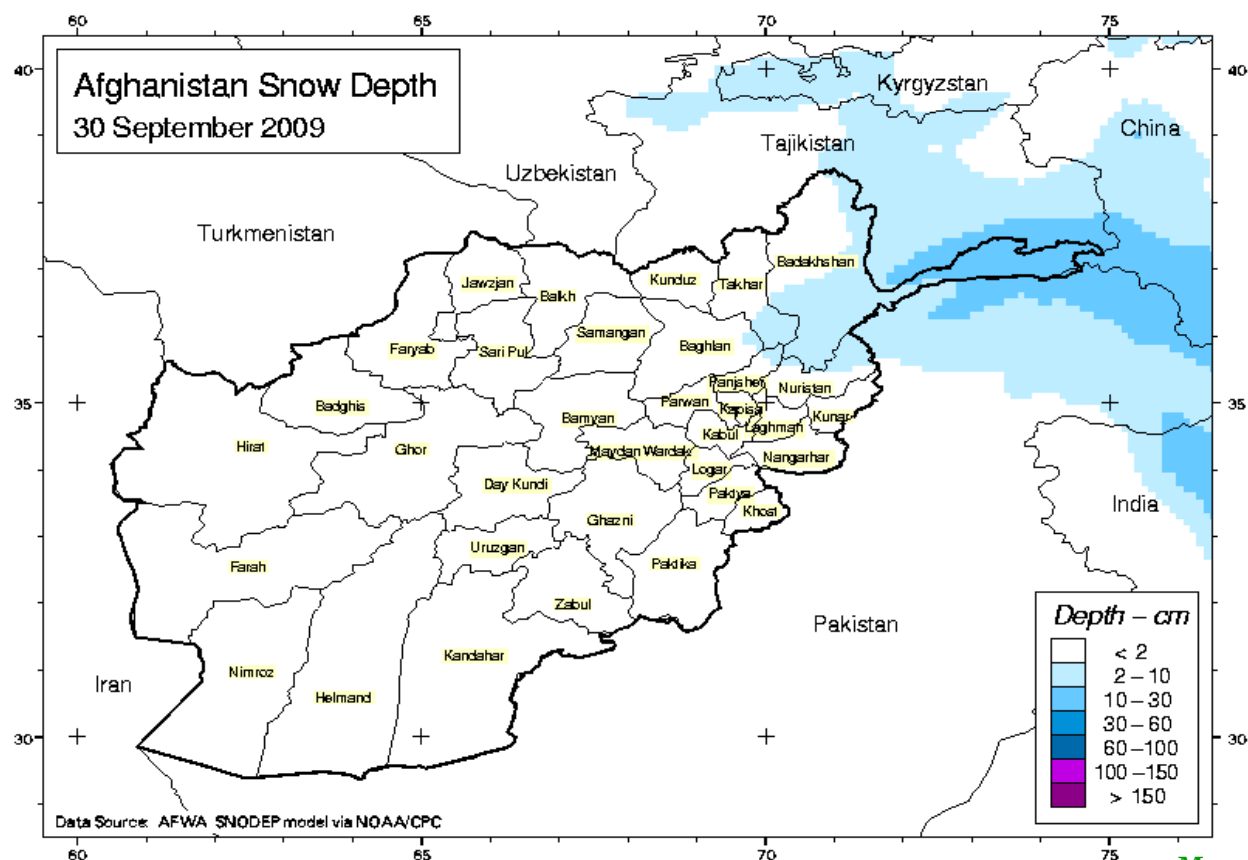 60 65 70 75
Afghanistan Snow Depth
30 September 2009
40 40
Kyrgyzstan
China
Tajikistan
Uzbekistan
Turkmenistan
Badakhshan
Jawzjan
Kunduz
Takhar
Balkh
Samangan
Faryab
Sari Pul
Baghlan
Panjsher
Nuristan
35 35
Badghis
Parwan
Kapisa
Bamyan
Kunar
Laghman
Kabul
Hirat
Ghor
Maydan Wardak
Nangarhar
Logar
Day Kundi
Paktya
Khost
India
Ghazni
Uruzgan
Farah
Paktika
Zabul
Pakistan
Kandahar
Iran
Nimroz
Helmand
Depth – cm
< 2
2 – 10
10 – 30
30 – 60
60 – 100
100 – 150
> 150
30 30
Data Source: AFWA SNODEP model via NOAA/CPC
60 65 70 75